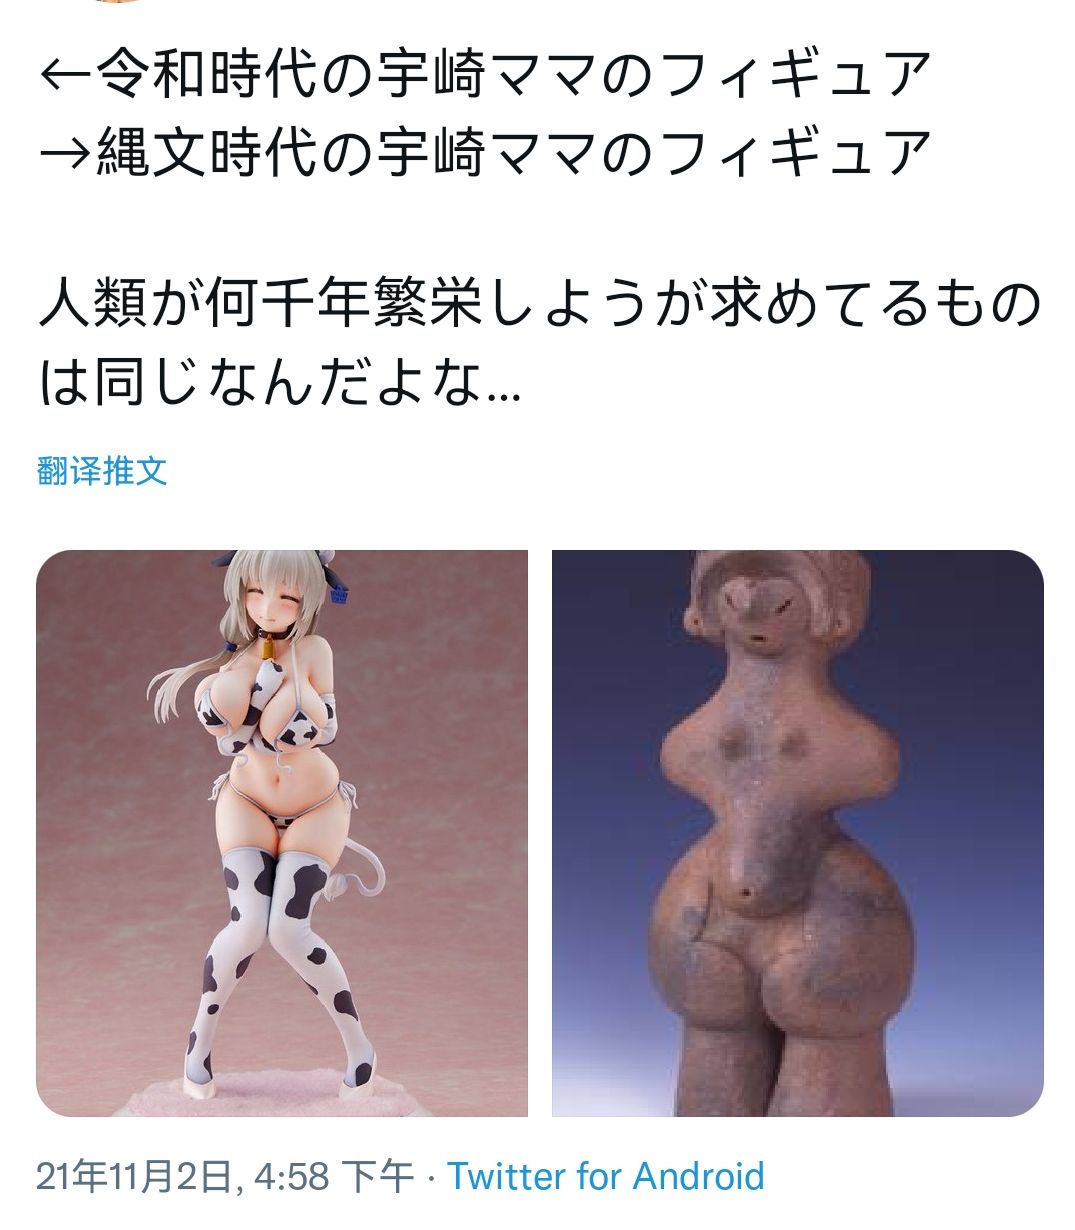 ←令和時代の宇崎ママのフィギュア
→縄文時代の宇崎ママのフィギュア
人類が何千年繁栄しようが求めてるもの
は同じなんだよな...
翻译推文
21年11月2日, 4:58 下午 · Twitter for Android